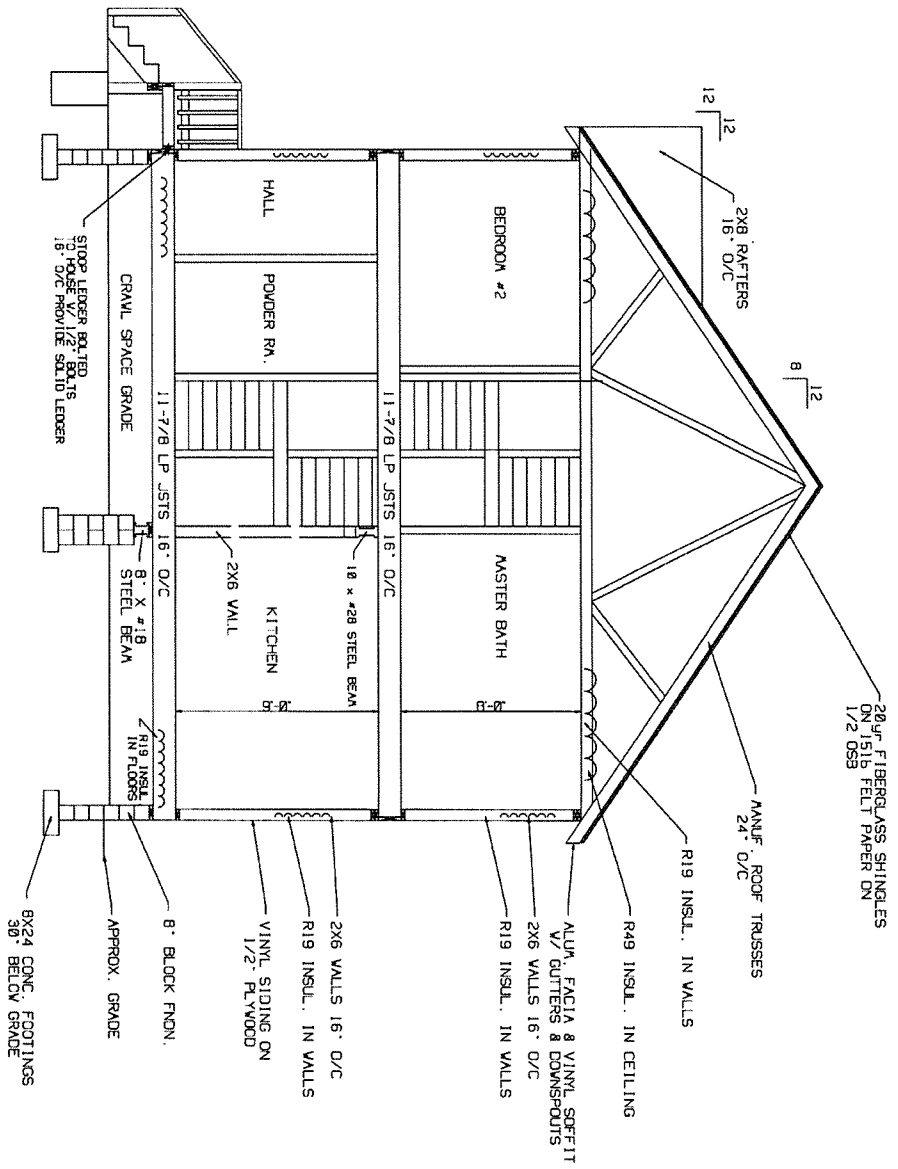 20yr FIBERGLASS SHINGLES
ON 15lb FELT PAPER ON
1/2 OSB
MANUF. ROOF TRUSSES
24" O/C
12
8
12
12
2X8 RAFTERS
16" O/C
R19 INSUL. IN WALLS
R49 INSUL. IN CEILING
ALUM. FACIA & VINYL SOFFIT
W/ GUTTERS & DOWNSPOUTS
2X6 WALLS 16" O/C
R19 INSUL. IN WALLS
BEDROOM #2
MASTER BATH
8'-0"
11-7/8 LP JSTS 16" O/C
10 x #28 STEEL BEAM
HALL
POWDER RM.
KITCHEN
9'-0"
2X6 WALL
2X6 WALLS 16" O/C
R19 INSUL. IN WALLS
VINYL SIDING ON
1/2" PLYWOOD
11-7/8 LP JSTS 16" O/C
8" X #18
STEEL BEAM
R19 INSUL
IN FLOORS
CRAWL SPACE GRADE
8" BLOCK FNDN.
APPROX. GRADE
STOOP LEDGER BOLTED
TO HOUSE W/ 1/2" BOLTS
16" O/C PROVIDE SOLID LEDGER
8X24 CONC. FOOTINGS
30" BELOW GRADE